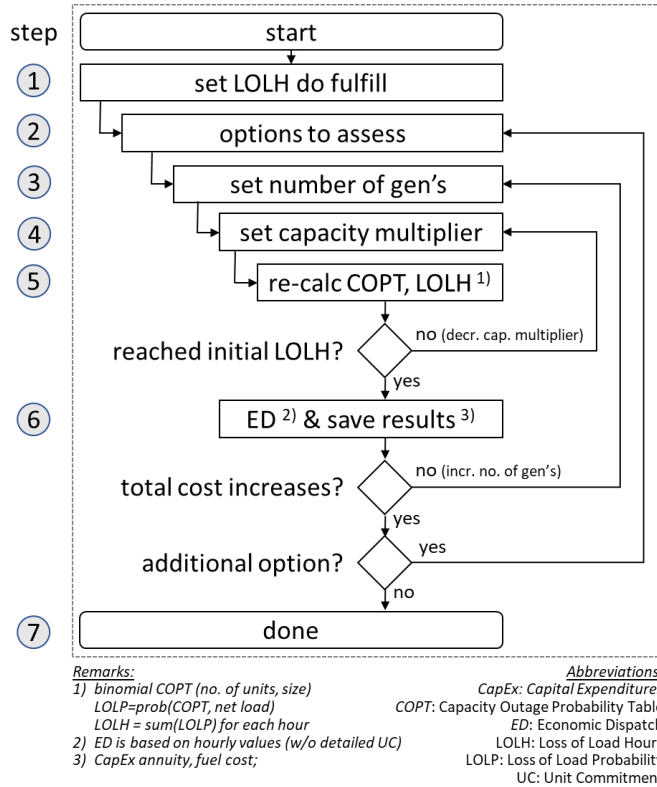 step
start
1
set LOLH do fulfill
2
options to assess
3
set number of gen's
4
set capacity multiplier
5
re-calc COPT, LOLH 1)
reached initial LOLH?
no (decr. cap. multiplier)
yes
6
ED 2) & save results 3)
total cost increases?
no (incr. no. of gen's)
yes
additional option?
yes
no
7
done
Remarks:
1) binomial COPT (no. of units, size)
LOLP=prob(COPT, net load)
LOLH = sum(LOLP) for each hour
2) ED is based on hourly values (w/o detailed UC)
3) CapEx annuity, fuel cost;
Abbreviations
CapEx: Capital Expenditure
COPT: Capacity Outage Probability Table
ED: Economic Dispatch
LOLH: Loss of Load Hour
LOLP: Loss of Load Probabilit
UC: Unit Commitment